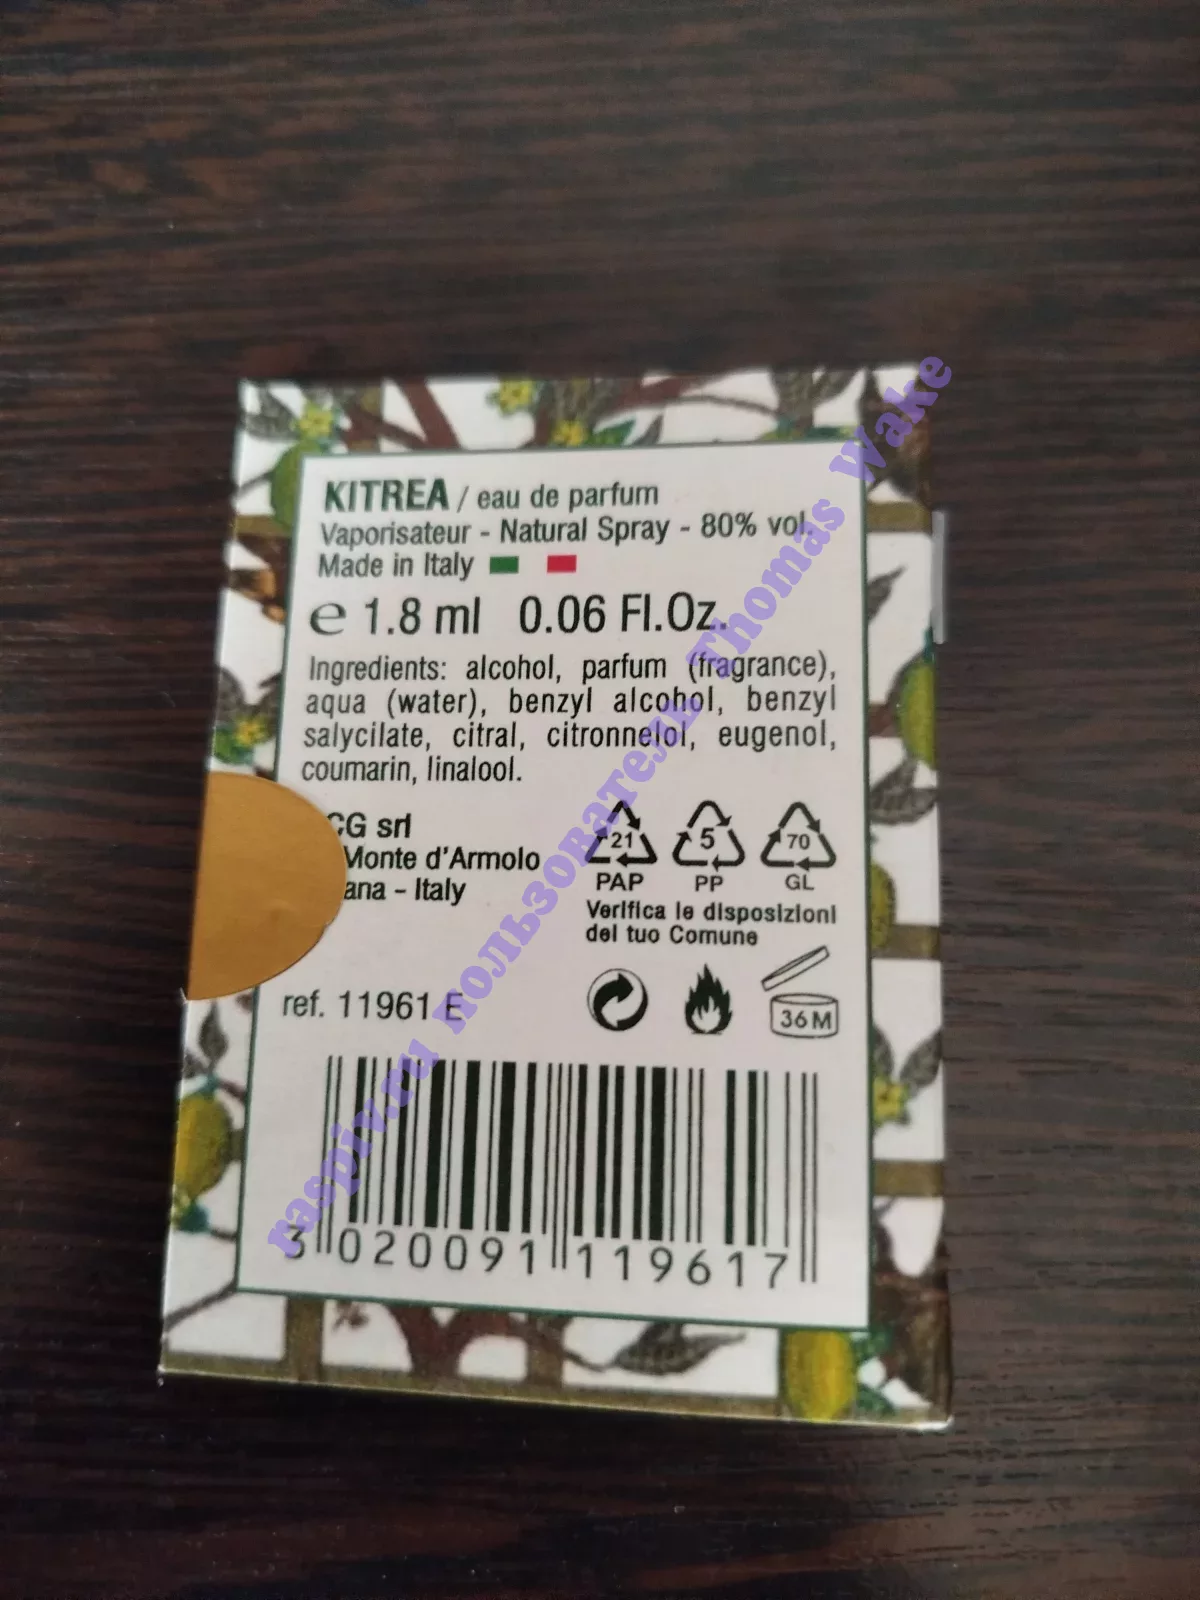 KITREA / eau de parfum
Vaporisateur - Natural Spray - 80% vol.
Made in Italy
e 1.8 ml 0.06 Fl.Oz.
Ingredients: alcohol, parfum (fragrance),
aqua (water), benzyl alcohol, benzyl
salycilate, citral, citronnelol, eugenol,
coumarin, linalool.
CG srl
Monte d'Armolo
ana - Italy
21
PAP
5
PP
70
GL
Verifica le disposizioni
del tuo Comune
ref. 11961 E
36 M
3 020091 119617
raspiv.ru пользователь Thomas Wake